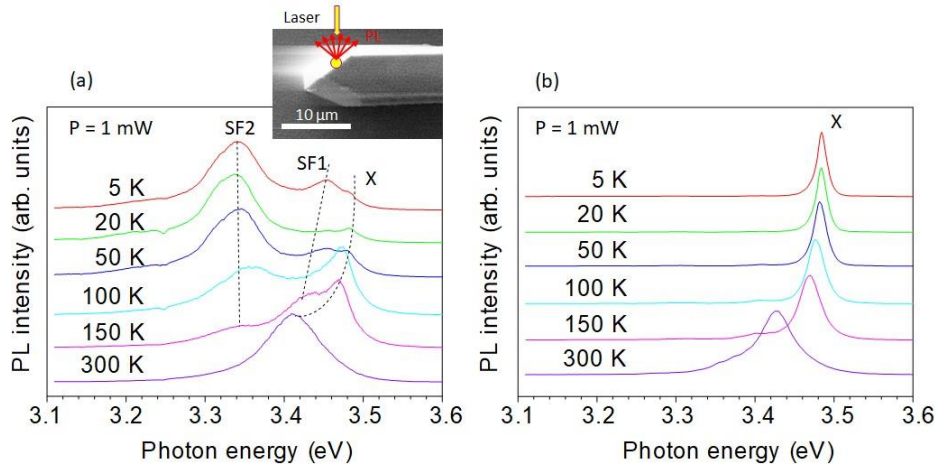 Laser
PL
10 μm
(a)
P = 1 mW
SF2
SF1
X
5 K
20 K
50 K
100 K
150 K
300 K
3.1 3.2 3.3 3.4 3.5 3.6
Photon energy (eV)
PL intensity (arb. units)
(b)
P = 1 mW
X
5 K
20 K
50 K
100 K
150 K
300 K
3.1 3.2 3.3 3.4 3.5 3.6
Photon energy (eV)
PL intensity (arb. units)